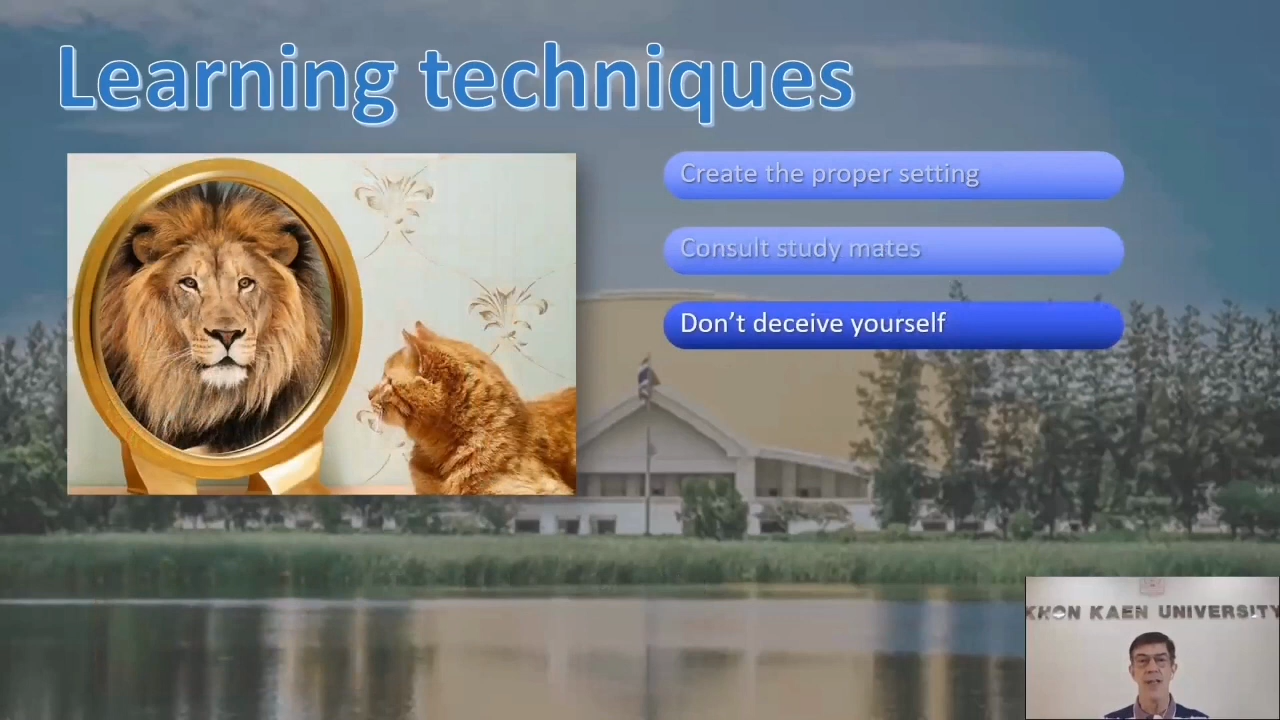 Learning techniques
Create the proper setting
Consult study mates
Don't deceive yourself
KHON KAEN UNIVERSITY